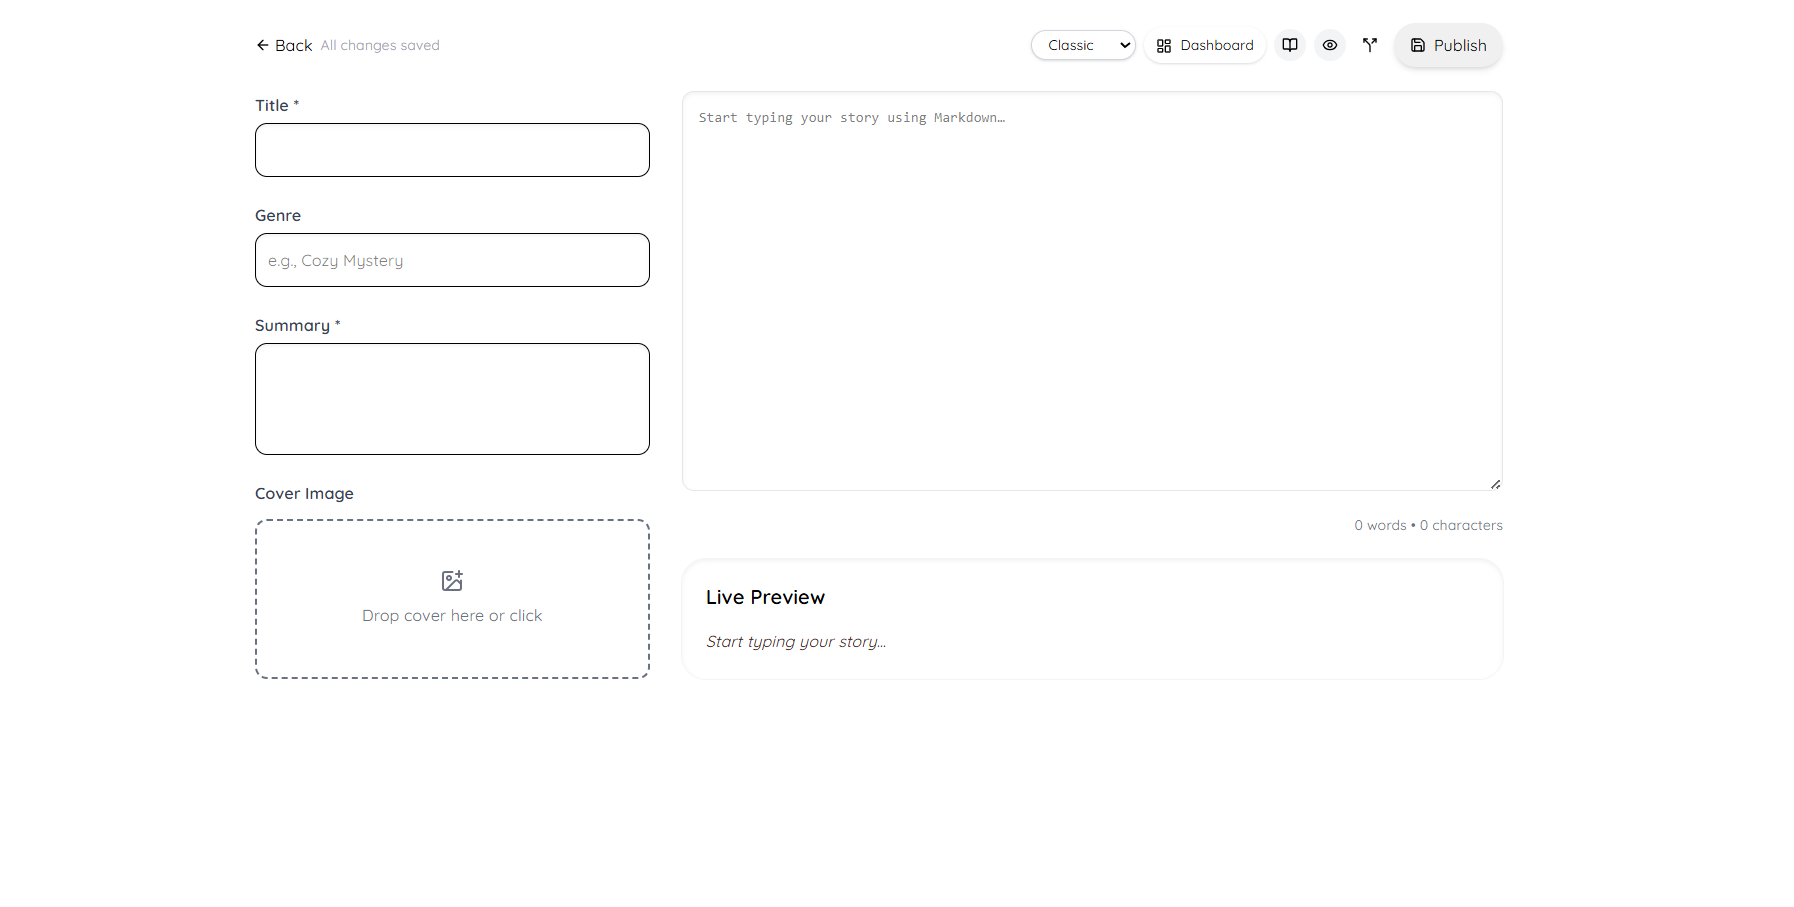 Back All changes saved
Classic
Dashboard
Publish
Title *
Genre
e.g., Cozy Mystery
Summary *
Cover Image
Drop cover here or click
Start typing your story using Markdown…
0 words • 0 characters
Live Preview
Start typing your story...